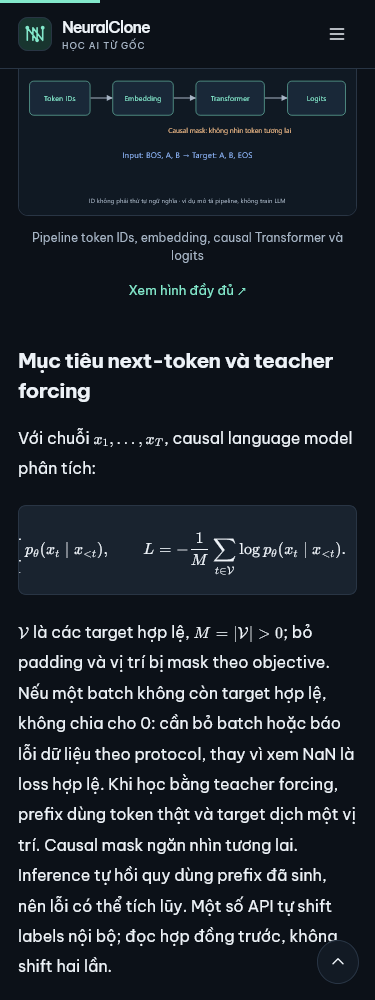 NeuralClone
HỌC AI TỪ GỐC
Token IDs
Embedding
Transformer
Logits
Causal mask: không nhìn token tương lai
Input: BOS, A, B → Target: A, B, EOS
ID không phải thứ tự ngữ nghĩa · ví dụ mô tả pipeline, không train LLM
Pipeline token IDs, embedding, causal Transformer và
logits
Xem hình đầy đủ ↗
Mục tiêu next-token và teacher
forcing
Với chuỗi x₁, . . . , x_T, causal language model
phân tích:
p_θ(x_t | x_{<t}),  L = −1/M ∑_{t∈𝒱} log p_θ(x_t | x_{<t}).
𝒱 là các target hợp lệ, M = |𝒱| > 0; bỏ
padding và vị trí bị mask theo objective.
Nếu một batch không còn target hợp lệ,
không chia cho 0: cần bỏ batch hoặc báo
lỗi dữ liệu theo protocol, thay vì xem NaN là
loss hợp lệ. Khi học bằng teacher forcing,
prefix dùng token thật và target dịch một vị
trí. Causal mask ngăn nhìn tương lai.
Inference tự hồi quy dùng prefix đã sinh,
nên lỗi có thể tích lũy. Một số API tự shift
labels nội bộ; đọc hợp đồng trước, không
shift hai lần.